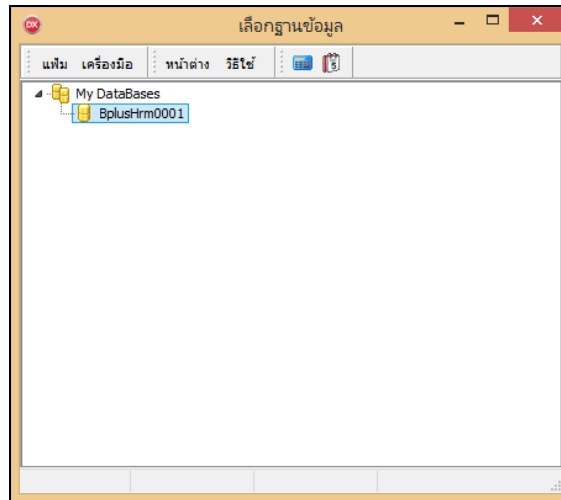 เลือกฐานข้อมูล
แฟ้ม เครื่องมือ หน้าต่าง วิธีใช้
My DataBases
BplusHrm0001